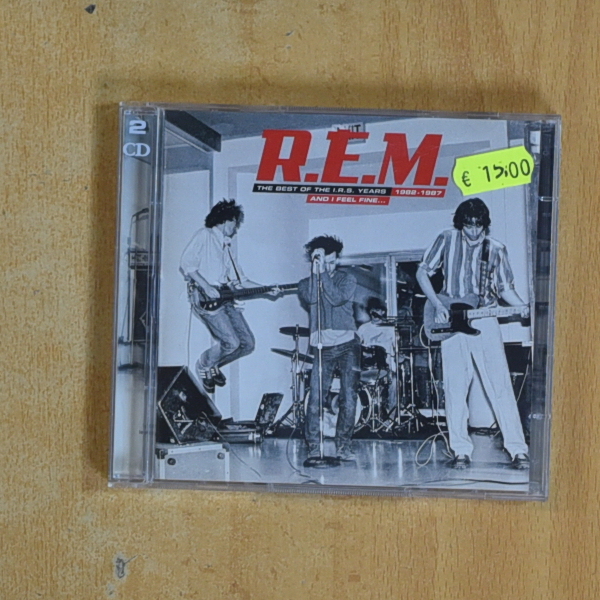 2
CD
R.E.M.
THE BEST OF THE I.R.S. YEARS 1982-1987
AND I FEEL FINE...
€ 15,00